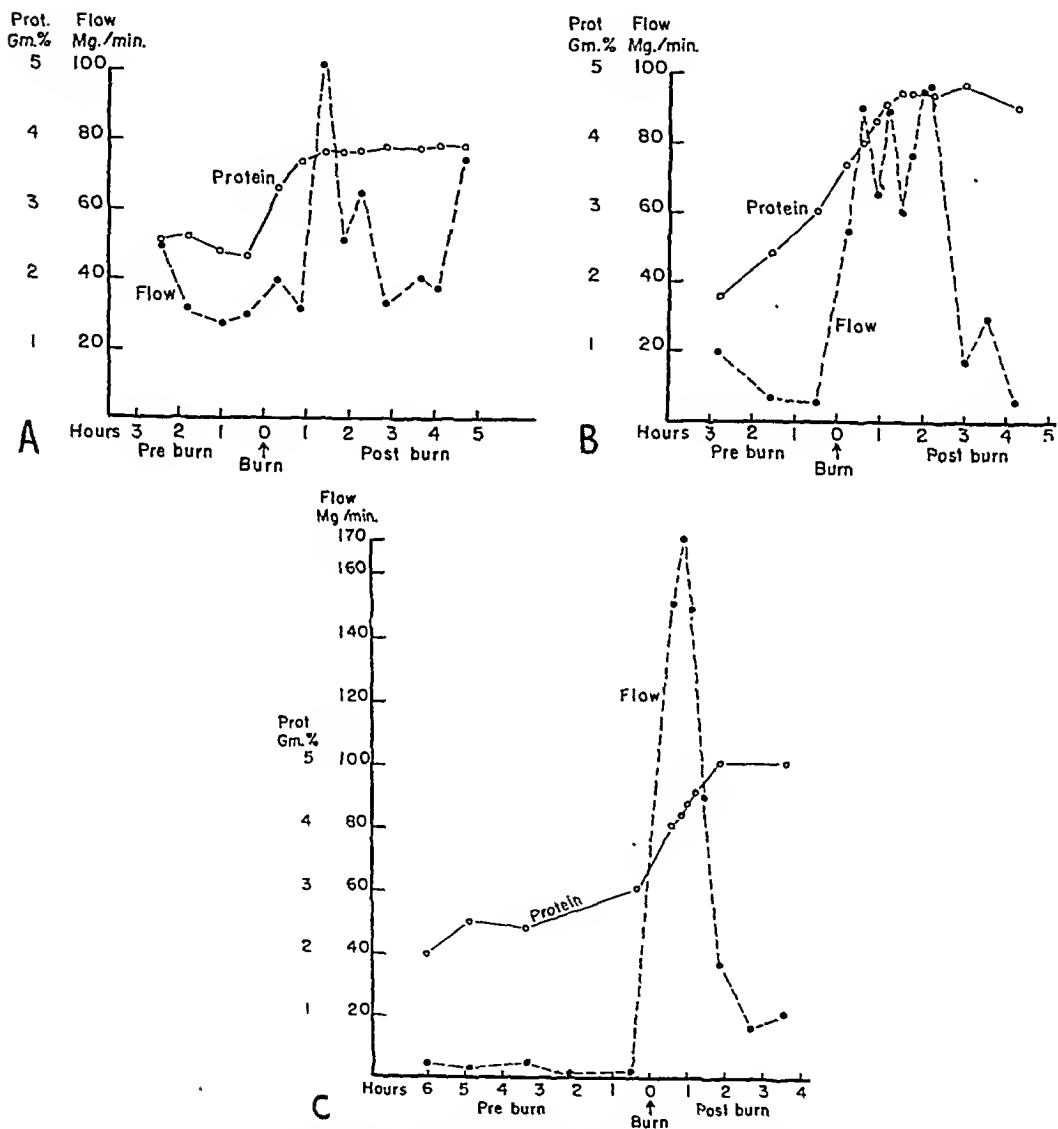 Prot. Flow
Gm.% Mg./min.
5 100
4 80
3 60
2 40
1 20
Protein
Flow
Hours 3 2 1 0 1 2 3 4 5
Pre burn Post burn
↑
Burn
A
Prot Flow
Gm.% Mg./min.
5 100
4 80
3 60
2 40
1 20
Protein
Flow
Hours 3 2 1 0 1 2 3 4 5
Pre burn Post burn
↑
Burn
B
Flow
Mg /min.
170
160
140
120
Prot
Gm.%
5 100
4 80
3 60
2 40
1 20
Flow
Protein
Hours 6 5 4 3 2 1 0 1 2 3 4
Pre burn Post burn
↑
Burn
C